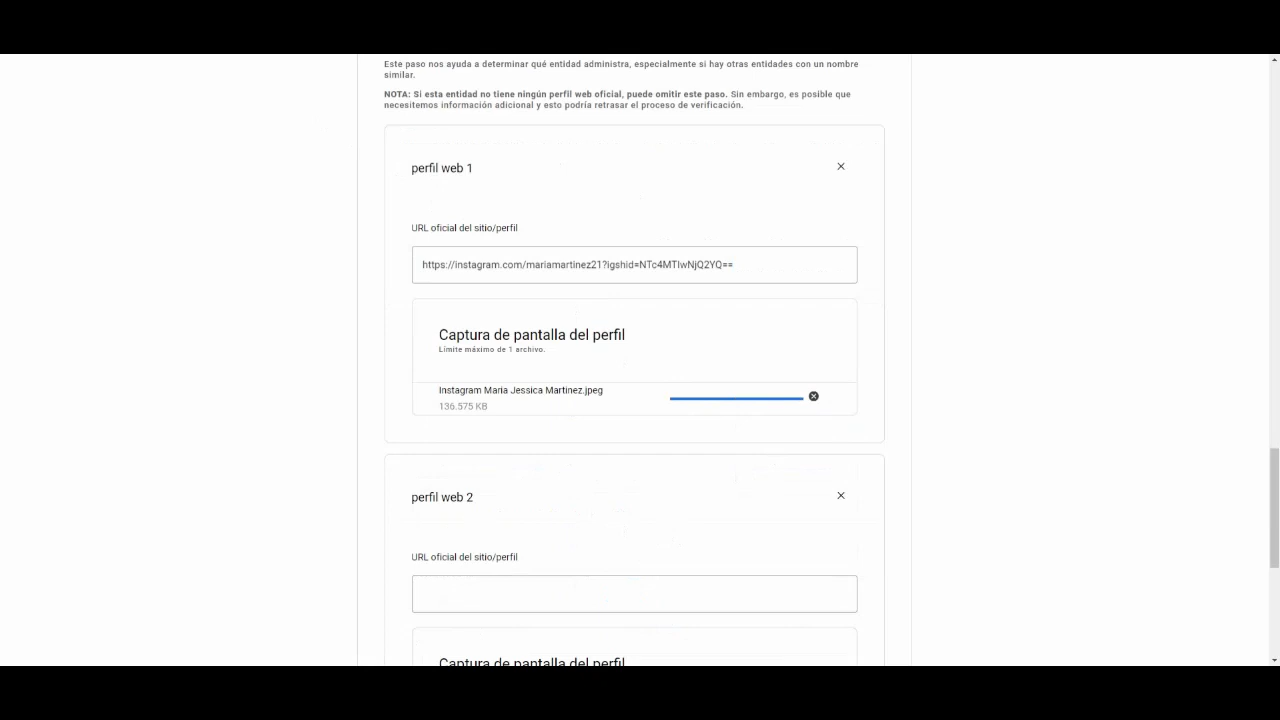 Este paso nos ayuda a determinar qué entidad administra, especialmente si hay otras entidades con un nombre
similar.
NOTA: Si esta entidad no tiene ningún perfil web oficial, puede omitir este paso. Sin embargo, es posible que
necesitemos información adicional y esto podría retrasar el proceso de verificación.
perfil web 1
URL oficial del sitio/perfil
https://instagram.com/mariamartinez21?igshid=NTc4MTIwNjQ2YQ==
Captura de pantalla del perfil
Límite máximo de 1 archivo.
Instagram Maria Jessica Martinez.jpeg
136.575 KB
perfil web 2
URL oficial del sitio/perfil
Captura de pantalla del perfil